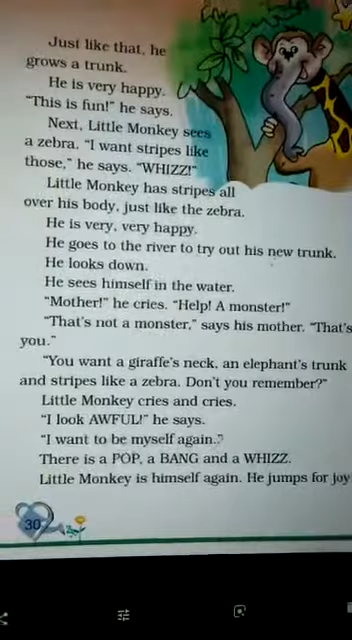 Just like that, he
grows a trunk.
He is very happy.
"This is fun!" he says.
Next, Little Monkey sees
a zebra. "I want stripes like
those," he says. "WHIZZ!"
Little Monkey has stripes all
over his body, just like the zebra.
He is very, very happy.
He goes to the river to try out his new trunk.
He looks down.
He sees himself in the water.
"Mother!" he cries. "Help! A monster!"
"That's not a monster," says his mother. "That's
you."
"You want a giraffe's neck, an elephant's trunk
and stripes like a zebra. Don't you remember?"
Little Monkey cries and cries.
"I look AWFUL!" he says.
"I want to be myself again."
There is a POP, a BANG and a WHIZZ.
Little Monkey is himself again. He jumps for joy
30